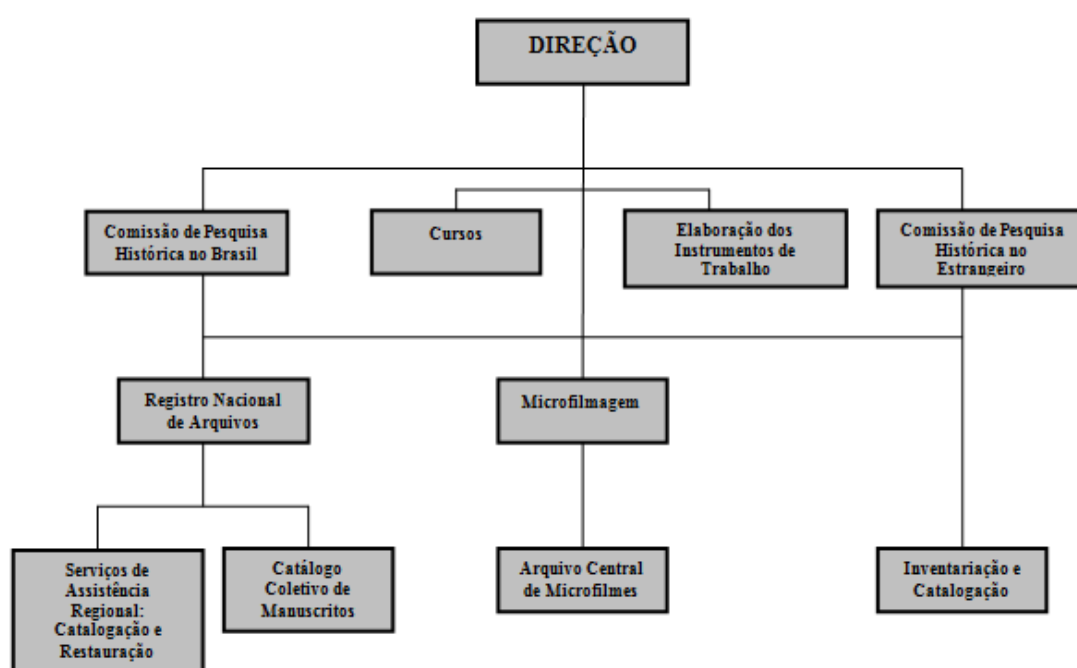 DIREÇÃO
Comissão de Pesquisa
Histórica no Brasil
Cursos
Elaboração dos
Instrumentos de
Trabalho
Comissão de Pesquisa
Histórica no
Estrangeiro
Registro Nacional
de Arquivos
Microfilmagem
Serviços de
Assistência
Regional:
Catalogação e
Restauração
Catálogo
Coletivo de
Manuscritos
Arquivo Central
de Microfilmes
Inventariação e
Catalogação